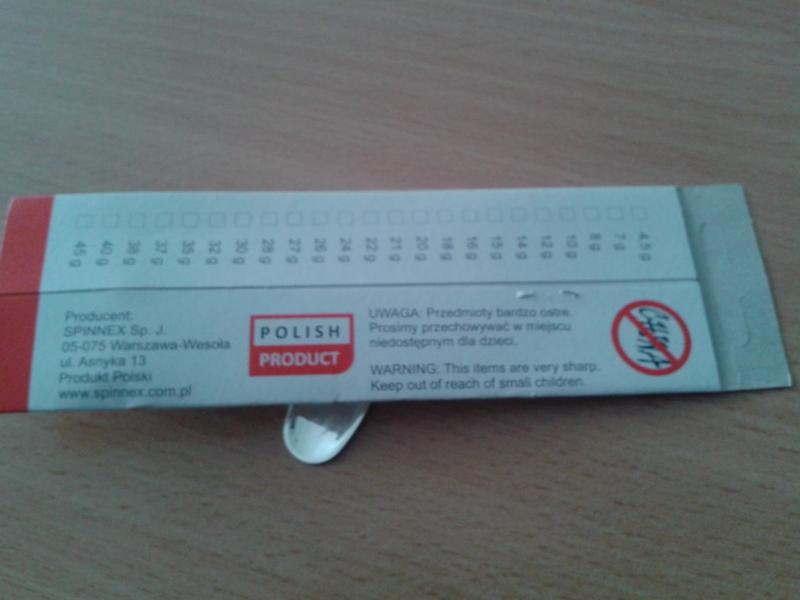 45 g
40 g
38 g
37 g
35 g
32 g
30 g
28 g
27 g
26 g
24 g
22 g
21 g
20 g
18 g
16 g
15 g
14 g
12 g
10 g
8 g
7 g
4,5 g
Producent:
SPINNEX Sp. J.
05-075 Warszawa-Wesoła
ul. Asnyka 13
Produkt Polski
www.spinnex.com.pl
POLISH
PRODUCT
UWAGA: Przedmioty bardzo ostre.
Prosimy przechowywać w miejscu
niedostępnym dla dzieci.
WARNING: This items are very sharp.
Keep out of reach of small children.
CHINA